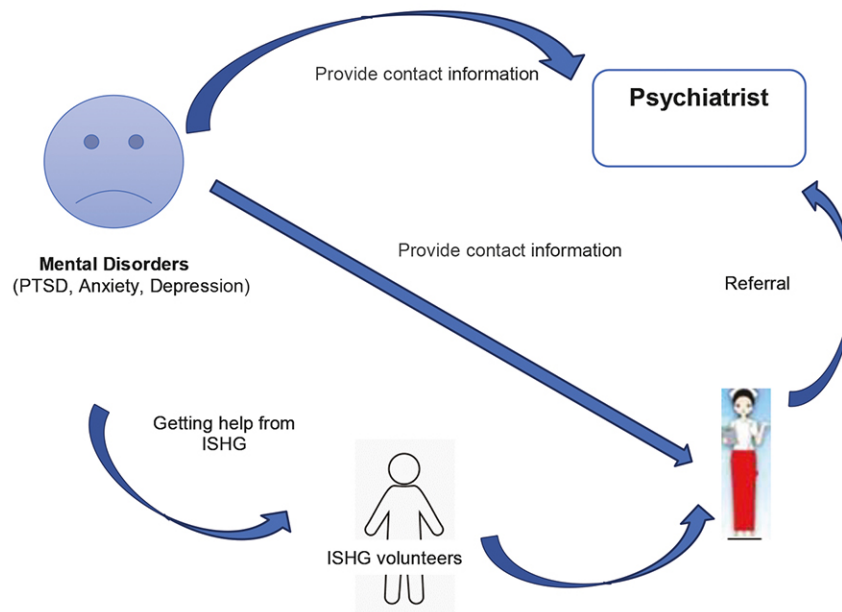 Provide contact information
Psychiatrist
Provide contact information
Mental Disorders
(PTSD, Anxiety, Depression)
Referral
Getting help from
ISHG
ISHG volunteers